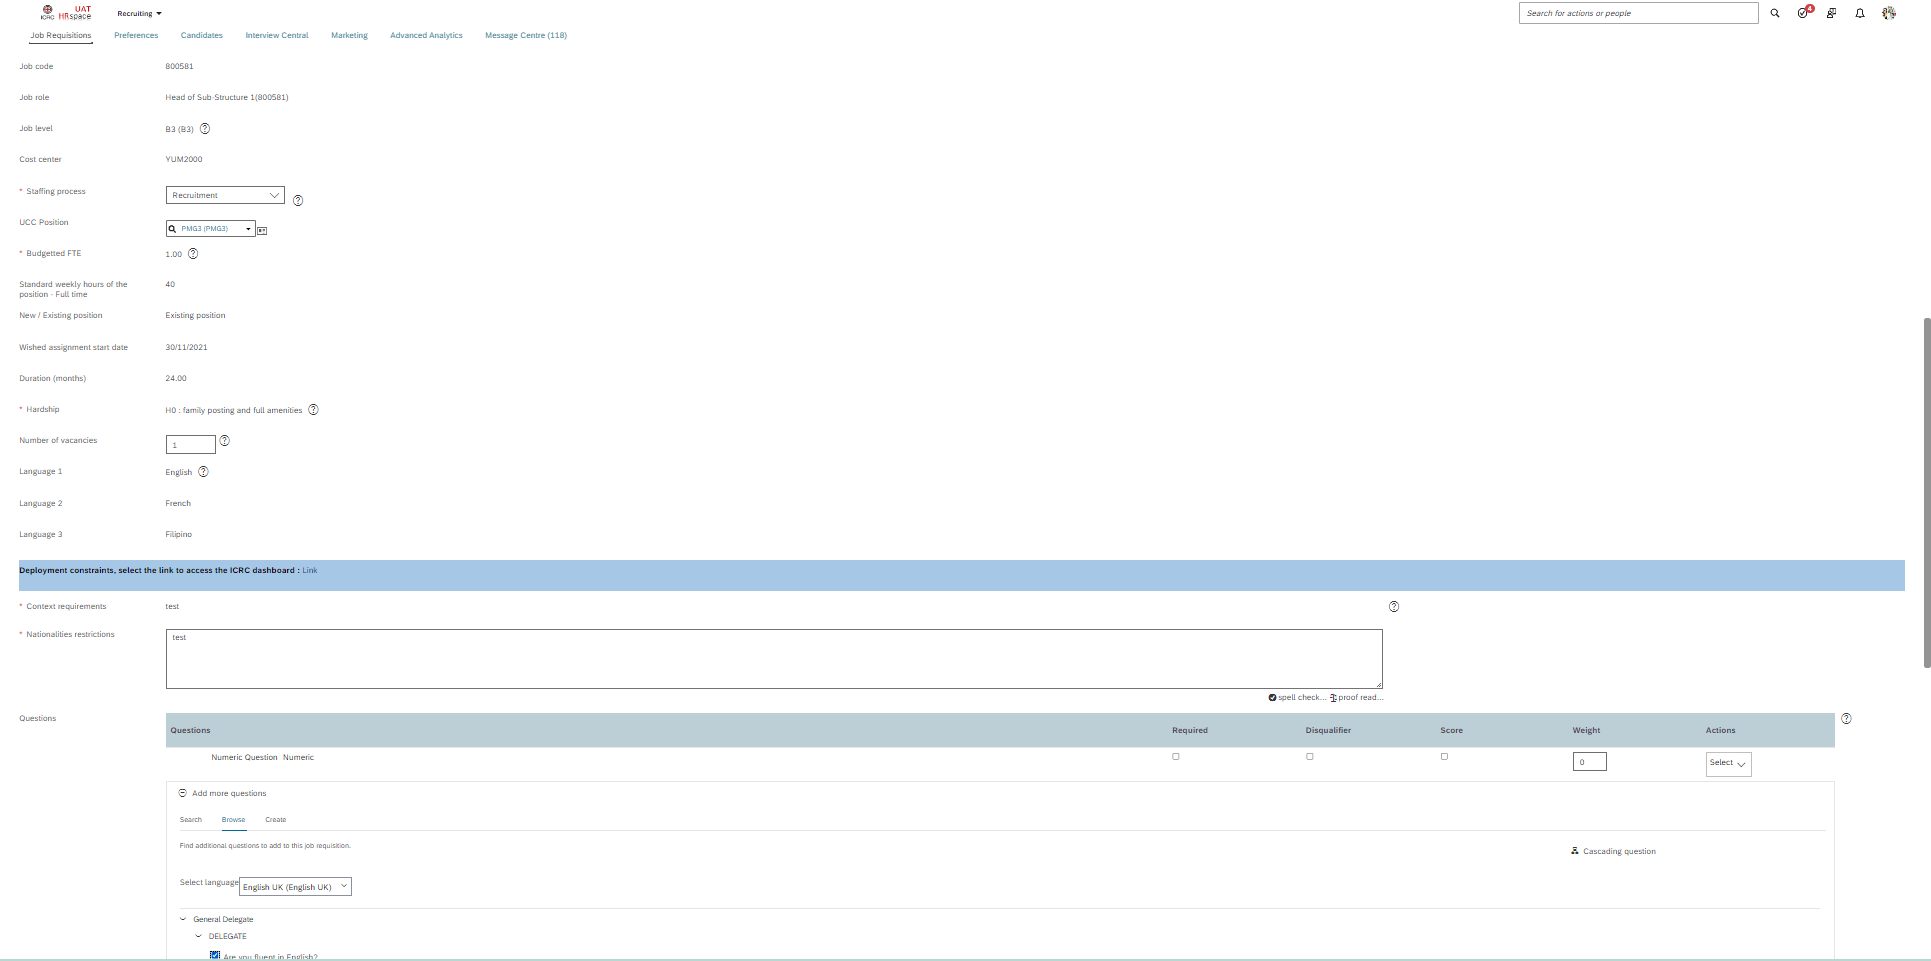 UAT
ICRC HRspace Recruiting
Search for actions or people
4
Job Requisitions Preferences Candidates Interview Central Marketing Advanced Analytics Message Centre (118)
Job code 800581
Job role Head of Sub-Structure 1(800581)
Job level B3 (B3) ?
Cost center YUM2000
* Staffing process Recruitment ?
UCC Position PMG3 (PMG3)
* Budgetted FTE 1.00 ?
Standard weekly hours of the 40
position - Full time
New / Existing position Existing position
Wished assignment start date 30/11/2021
Duration (months) 24.00
* Hardship H0 : family posting and full amenities ?
Number of vacancies 1 ?
Language 1 English ?
Language 2 French
Language 3 Filipino
Deployment constraints, select the link to access the ICRC dashboard : Link
* Context requirements test ?
* Nationalities restrictions test
spell check... proof read...
Questions ?
Questions Required Disqualifier Score Weight Actions
Numeric Question Numeric 0 Select
Add more questions
Search Browse Create
Find additional questions to add to this job requisition.
Cascading question
Select language English UK (English UK)
General Delegate
DELEGATE
Are you fluent in English?